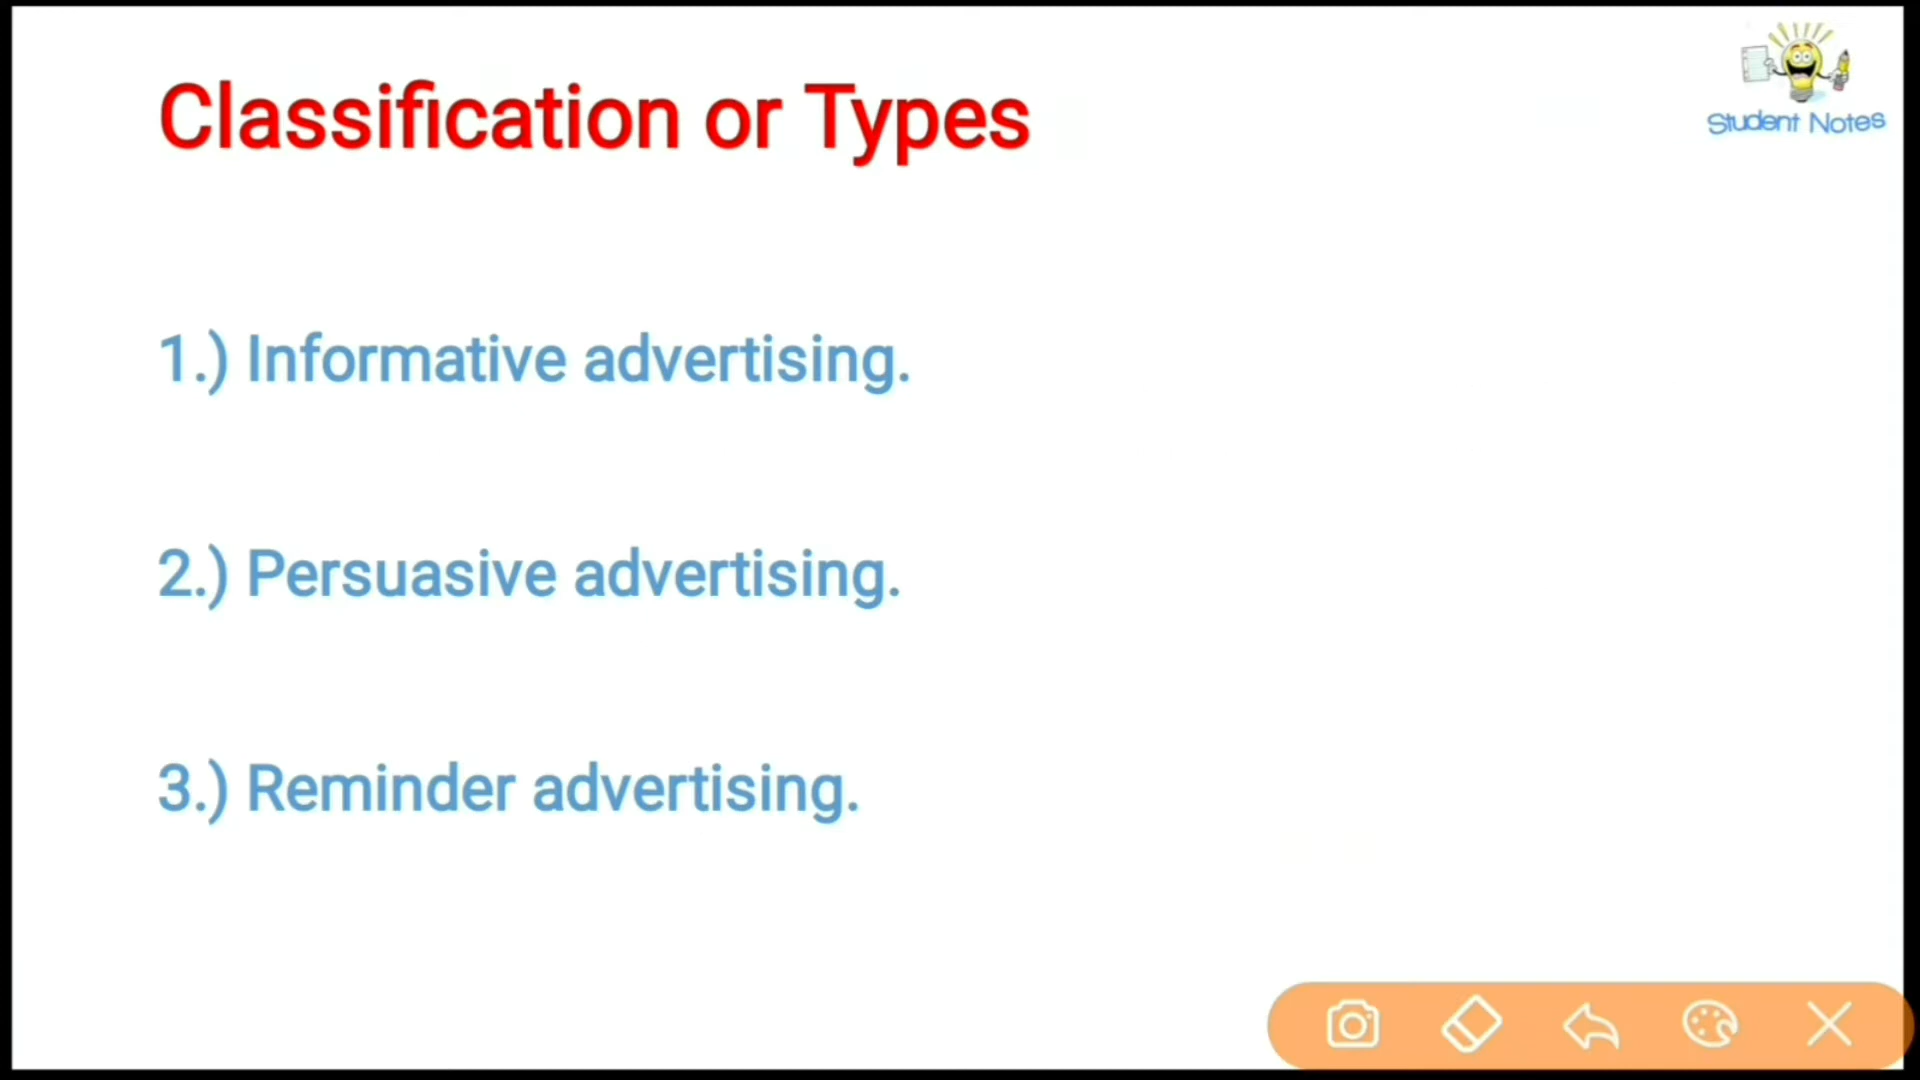 Classification or Types
Student Notes
1.) Informative advertising.
2.) Persuasive advertising.
3.) Reminder advertising.